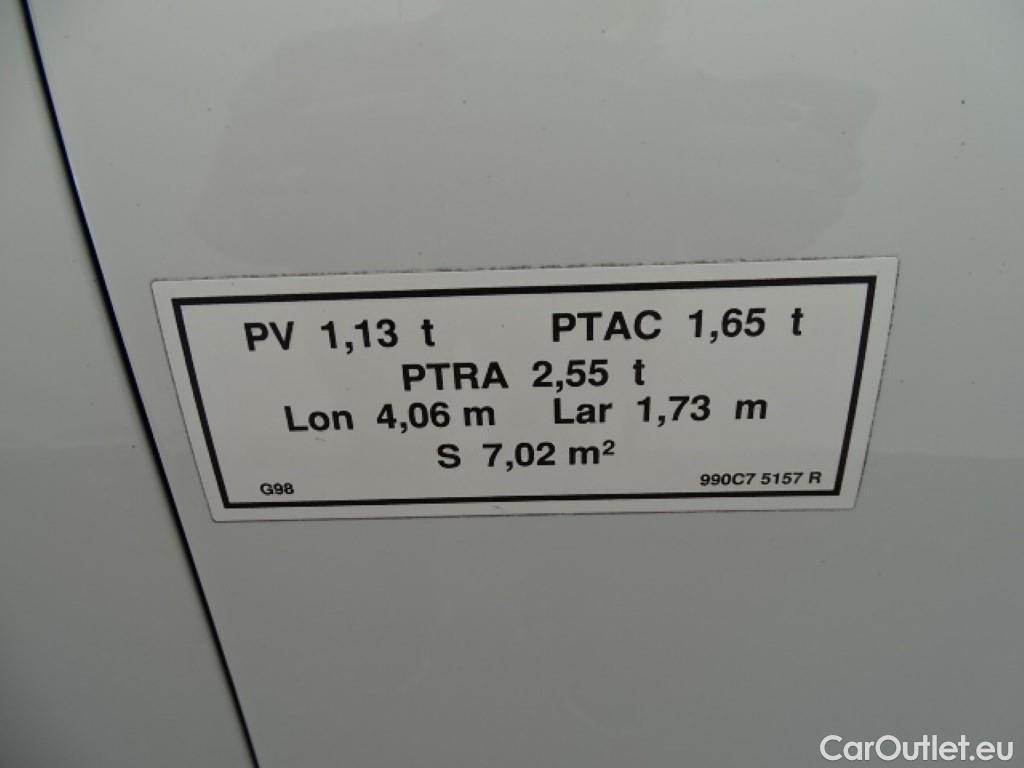 PV 1,13 t PTAC 1,65 t
PTRA 2,55 t
Lon 4,06 m Lar 1,73 m
S 7,02 m²
G98 990C7 5157 R
CarOutlet.eu